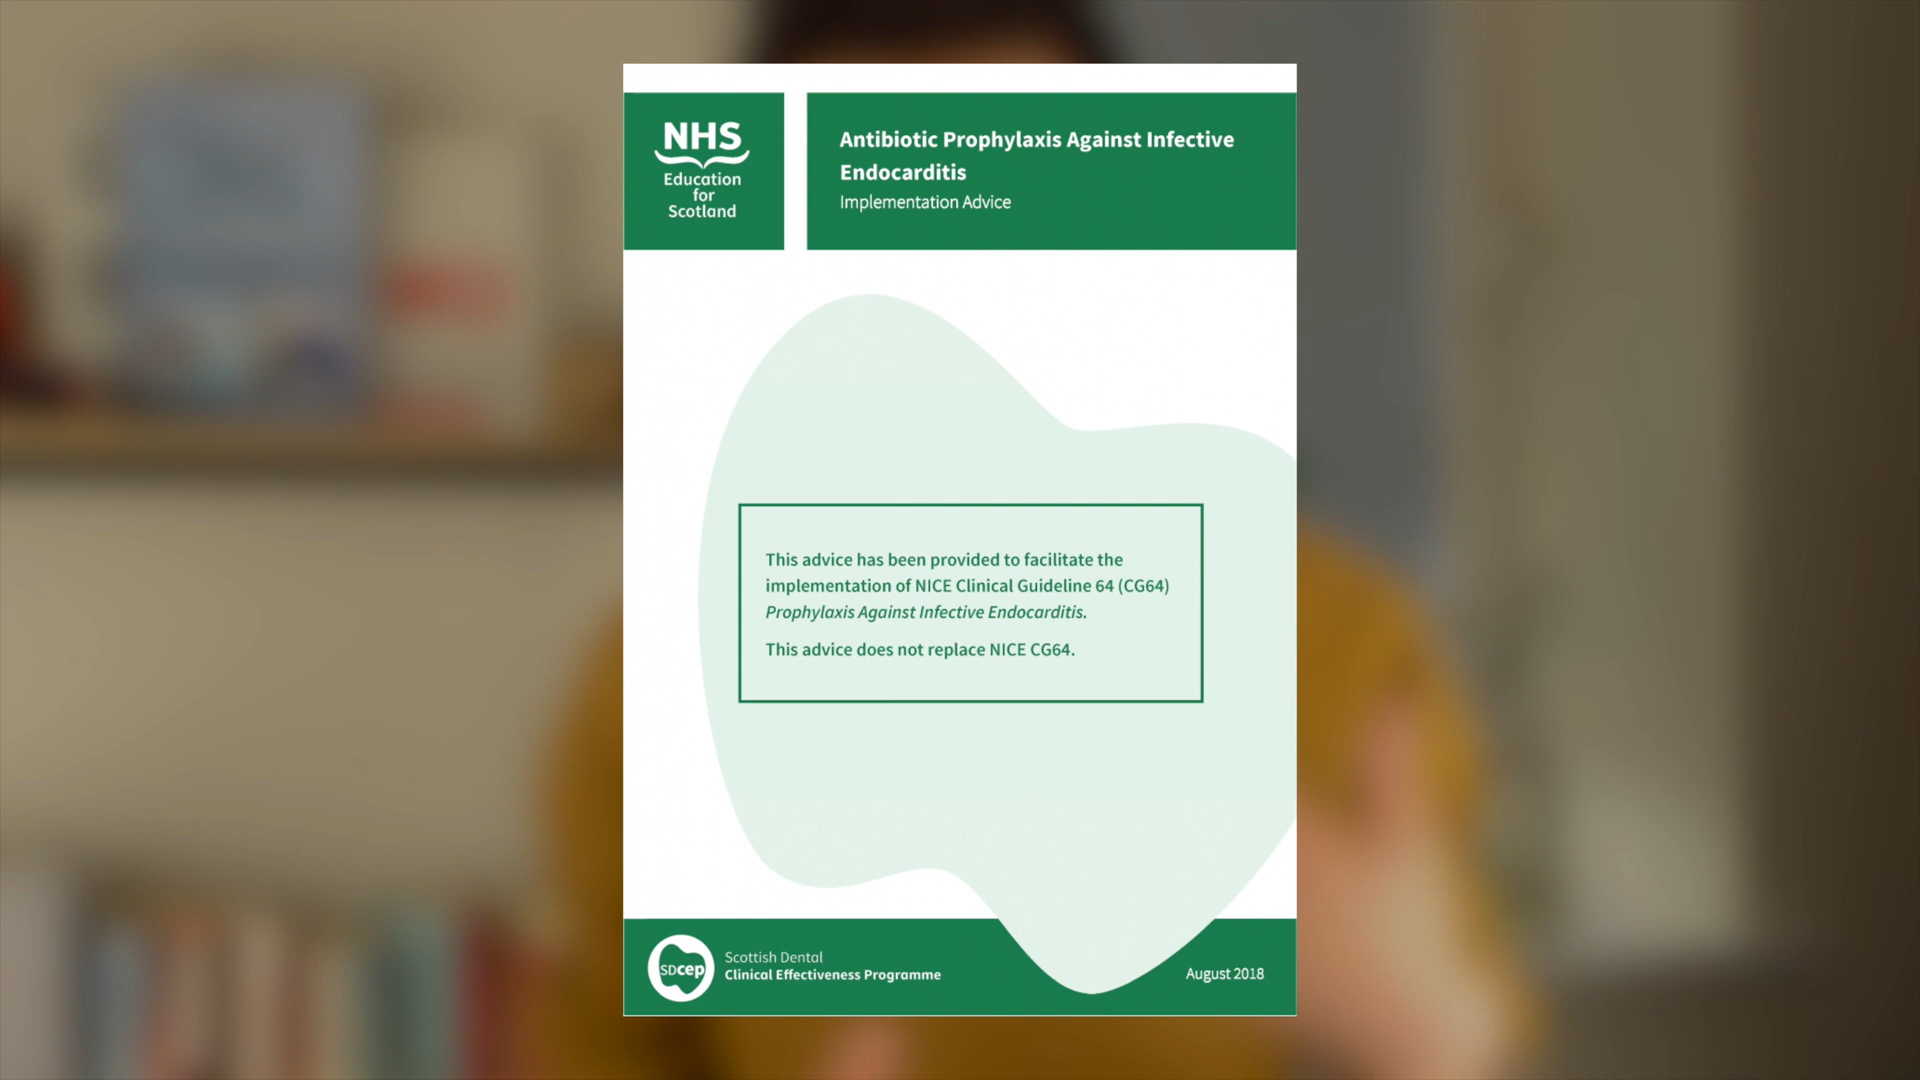 NHS
Education
for
Scotland
Antibiotic Prophylaxis Against Infective
Endocarditis
Implementation Advice
This advice has been provided to facilitate the
implementation of NICE Clinical Guideline 64 (CG64)
Prophylaxis Against Infective Endocarditis.
This advice does not replace NICE CG64.
SDcep
Scottish Dental
Clinical Effectiveness Programme
August 2018